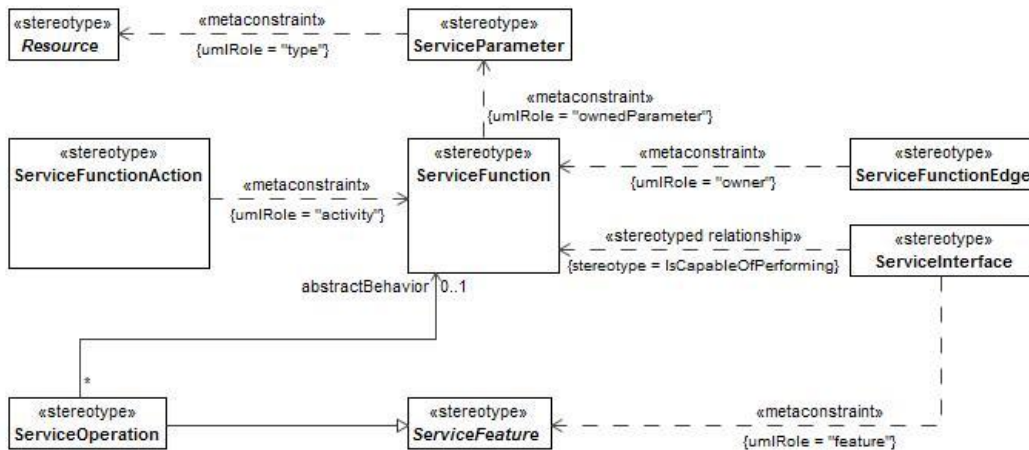 «stereotype»
Resource
«metaconstraint»
{umlRole = "type"}
«stereotype»
ServiceParameter
«metaconstraint»
{umlRole = "ownedParameter"}
«stereotype»
ServiceFunctionAction
«metaconstraint»
{umlRole = "activity"}
«stereotype»
ServiceFunction
«metaconstraint»
{umlRole = "owner"}
«stereotype»
ServiceFunctionEdge
«stereotyped relationship»
{stereotype = IsCapableOfPerforming}
«stereotype»
ServiceInterface
abstractBehavior 0..1
*
«stereotype»
ServiceOperation
«stereotype»
ServiceFeature
«metaconstraint»
{umlRole = "feature"}